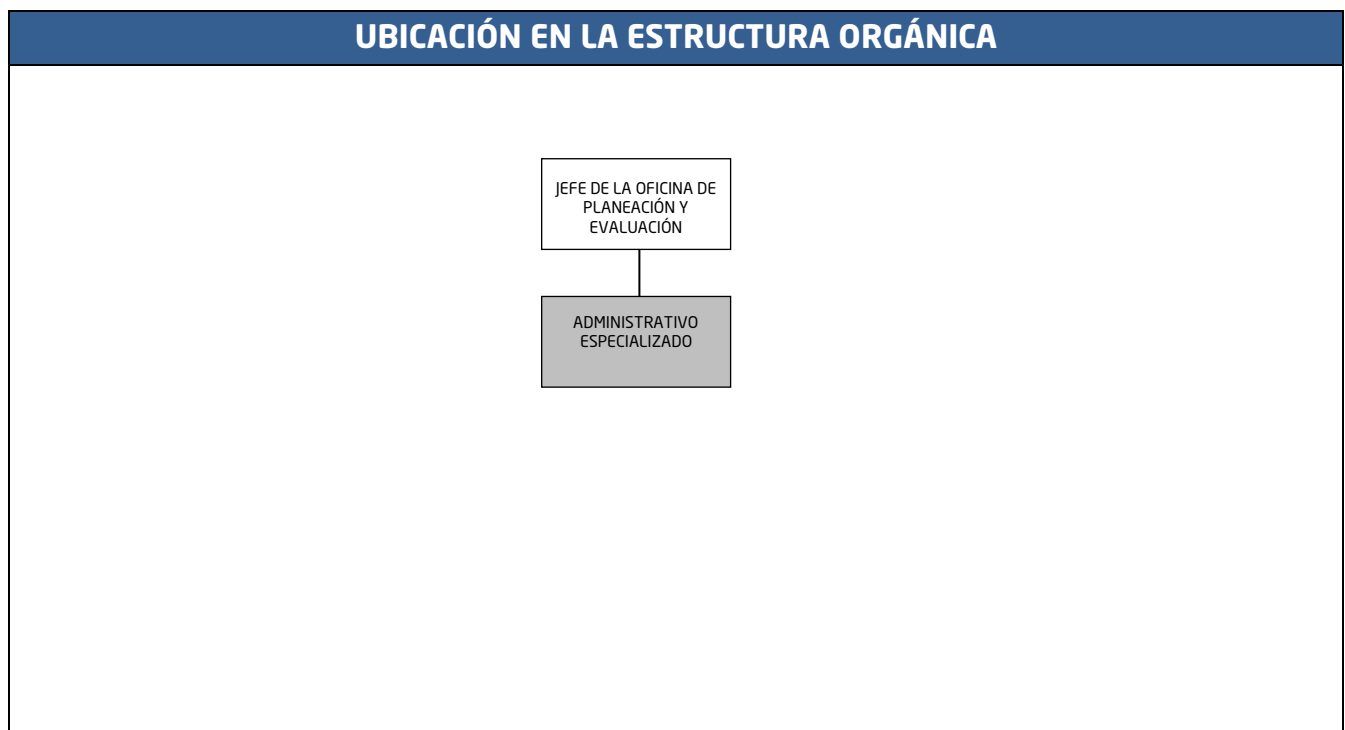 UBICACIÓN EN LA ESTRUCTURA ORGÁNICA
JEFE DE LA OFICINA DE
PLANEACIÓN Y
EVALUACIÓN
ADMINISTRATIVO
ESPECIALIZADO